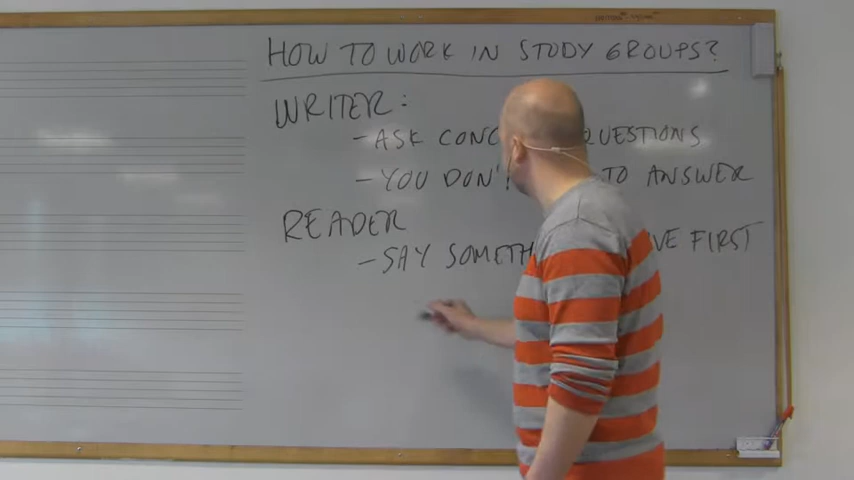 HOW TO WORK IN STUDY GROUPS?
WRITER:
- ASK CONC QUESTIONS
- YOU DON'T TO ANSWER
READER
- SAY SOMETH VE FIRST